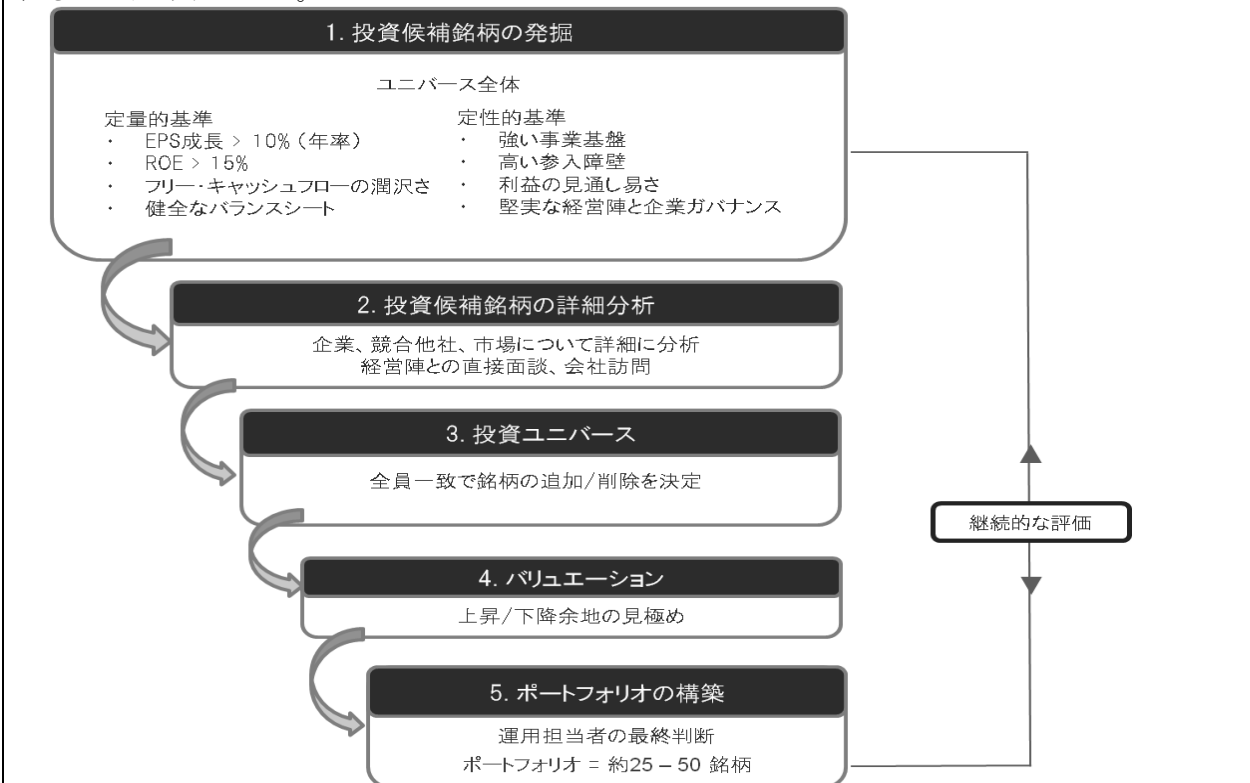 1. 投資候補銘柄の発掘
ユニバース全体
定量的基準
・ EPS成長 > 10% (年率)
・ ROE > 15%
・ フリー・キャッシュフローの潤沢さ
・ 健全なバランスシート
定性的基準
・ 強い事業基盤
・ 高い参入障壁
・ 利益の見通し易さ
・ 堅実な経営陣と企業ガバナンス
2. 投資候補銘柄の詳細分析
企業、競合他社、市場について詳細に分析
経営陣との直接面談、会社訪問
3. 投資ユニバース
全員一致で銘柄の追加/削除を決定
継続的な評価
4. バリュエーション
上昇/下降余地の見極め
5. ポートフォリオの構築
運用担当者の最終判断
ポートフォリオ = 約25 – 50 銘柄